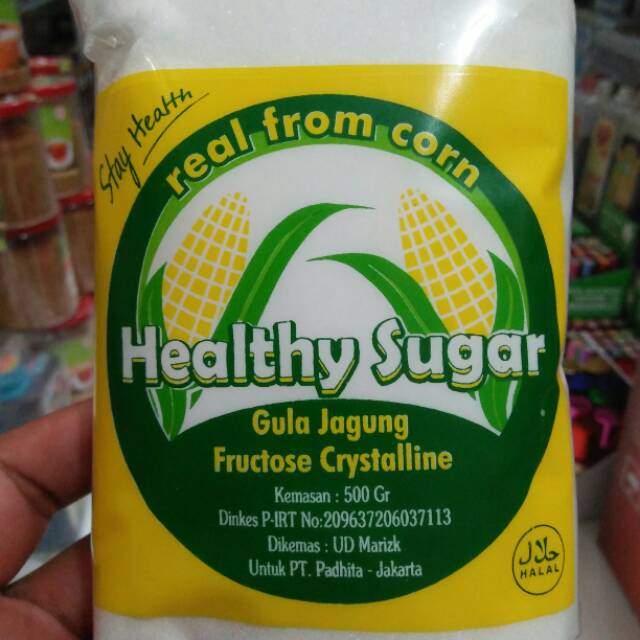 Stay Health
real from corn
Healthy Sugar
Gula Jagung
Fructose Crystalline
Kemasan : 500 Gr
Dinkes P-IRT No:209637206037113
Dikemas : UD Marizk
Untuk PT. Padhita - Jakarta
حلال
HALAL